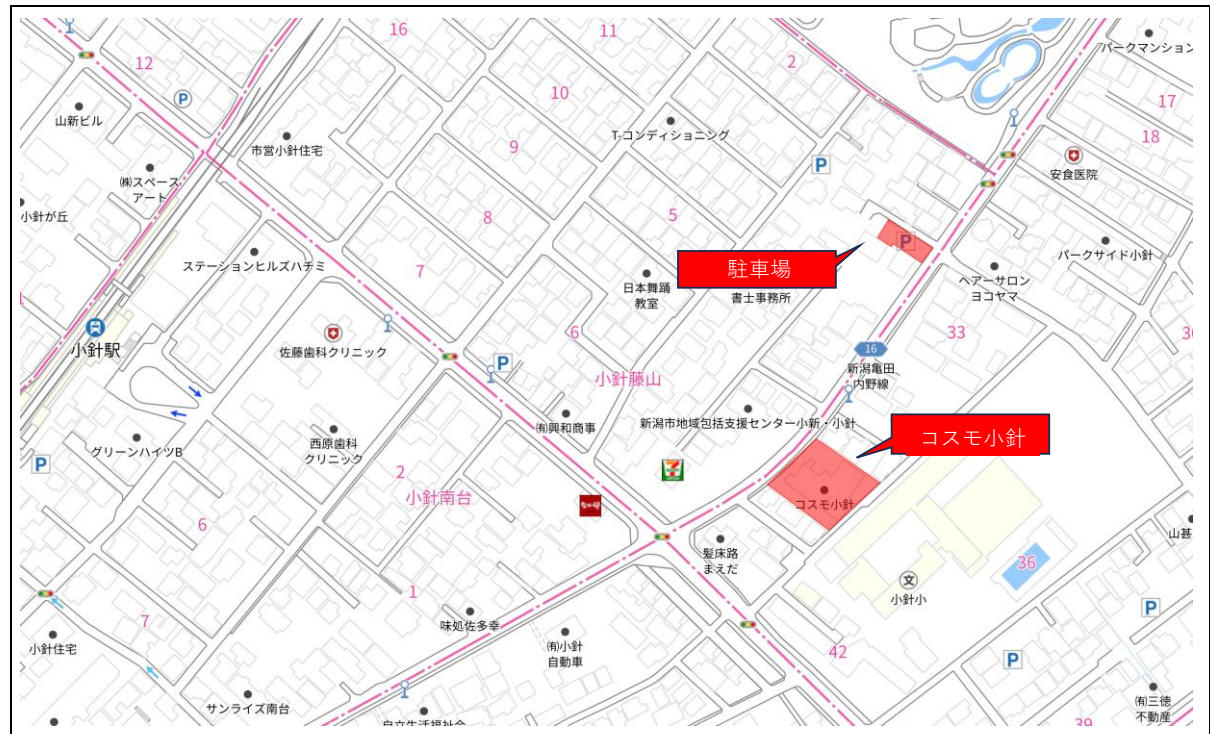 16
11
2
パークマンション
12
P
10
17
山新ビル
T-コンディショニング
18
市営小針住宅
9
P
安食医院
㈱スペース
アート
小針が丘
8
5
P
ステーションヒルズハチミ
7
駐車場
パークサイド小針
日本舞踊
教室
書士事務所
ヘアーサロン
ヨコヤマ
小針駅
佐藤歯科クリニック
6
16
33
P
新潟亀田
内野線
小針藤山
㈲興和商事
新潟市地域包括支援センター小新・小針
コスモ小針
グリーンハイツB
西原歯科
クリニック
P
2
小針南台
コスモ小針
6
髪床路
まえだ
山甚
36
小針小
文
1
7
味処佐多幸
P
小針住宅
㈲小針
自動車
42
P
サンライズ南台
㈲三徳
不動産
39